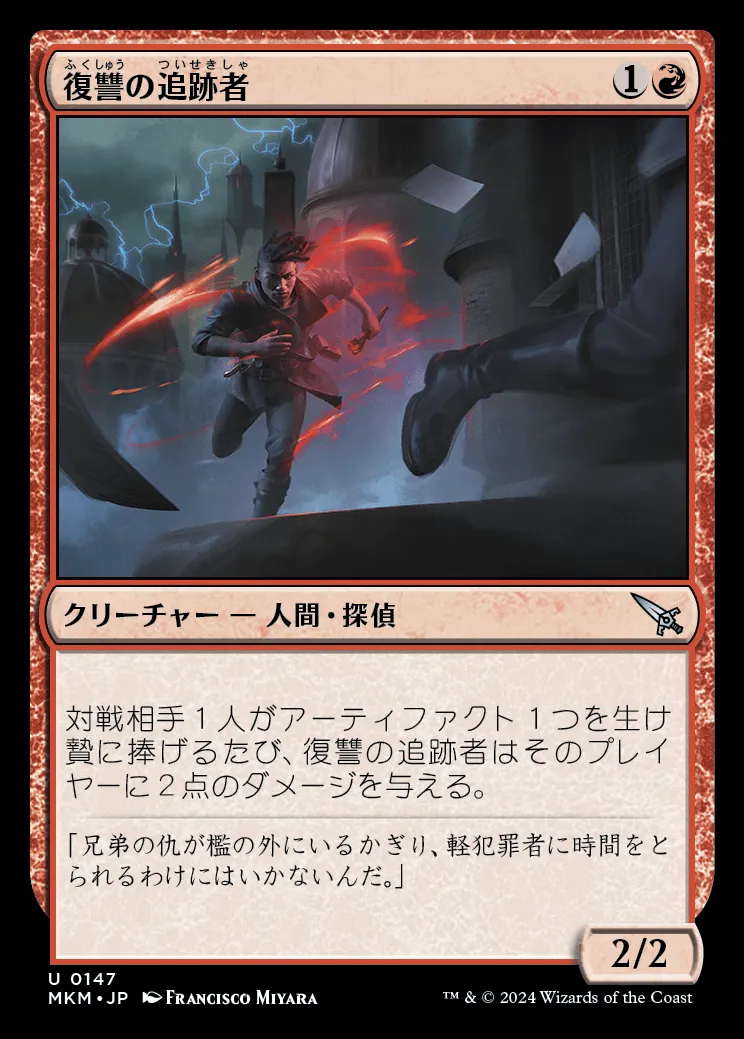 ふくしゅう ついせきしゃ
復讐の追跡者 1
クリーチャー — 人間・探偵
対戦相手1人がアーティファクト1つを生け
贄に捧げるたび、復讐の追跡者はそのプレイ
ヤーに2点のダメージを与える。
「兄弟の仇が檻の外にいるかぎり、軽犯罪者に時間をと
られるわけにはいかないんだ。」
2/2
U 0147
MKM • JP Francisco Miyara ™ & © 2024 Wizards of the Coast